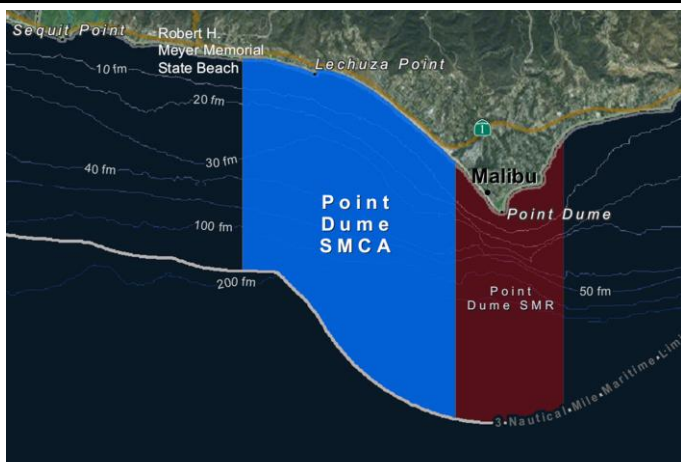 Sequit Point
Robert H.
Meyer Memorial
State Beach
Lechuza Point
10 fm
20 fm
1
30 fm
40 fm
Malibu
Point
Dume
SMCA
Point Dume
100 fm
200 fm
Point
Dume SMR
50 fm
3 Nautical Mile Maritime Limi